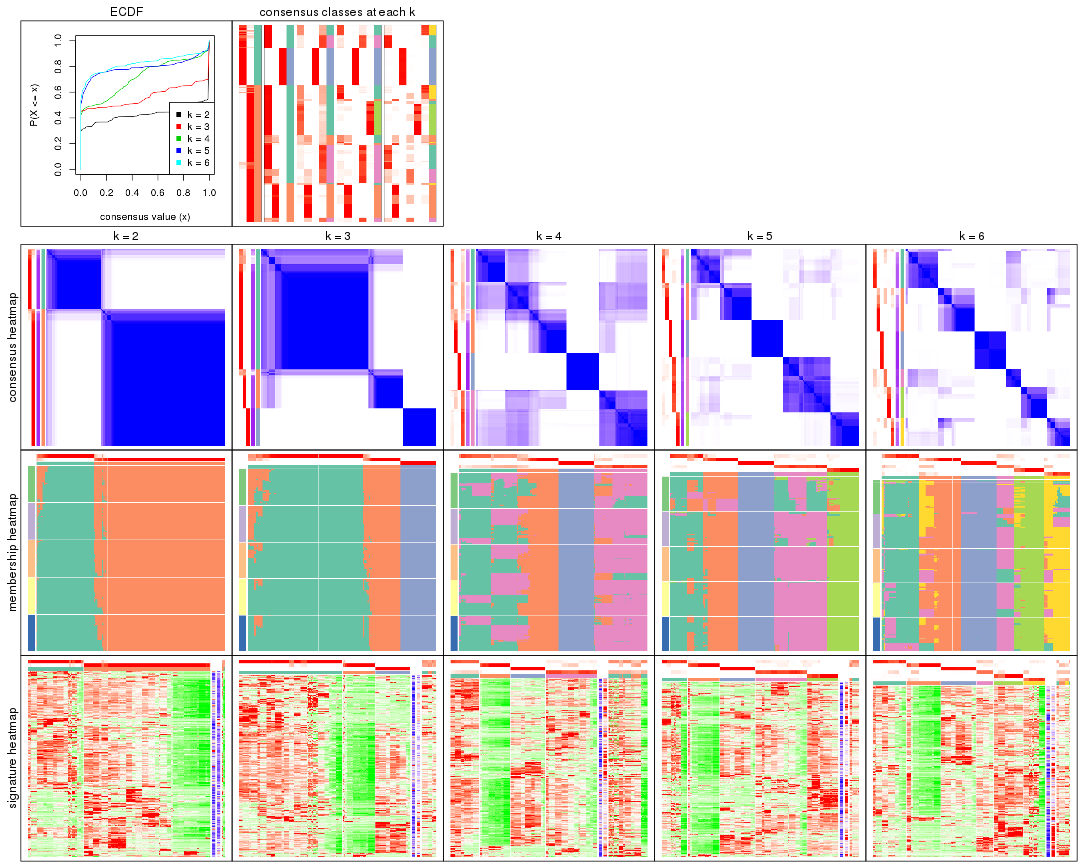 ECDF
consensus classes at each k
P(X <= x)
0.0 0.2 0.4 0.6 0.8 1.0
k = 2
k = 3
k = 4
k = 5
k = 6
0.0 0.2 0.4 0.6 0.8 1.0
consensus value (x)
k = 2
k = 3
k = 4
k = 5
k = 6
consensus heatmap
membership heatmap
signature heatmap